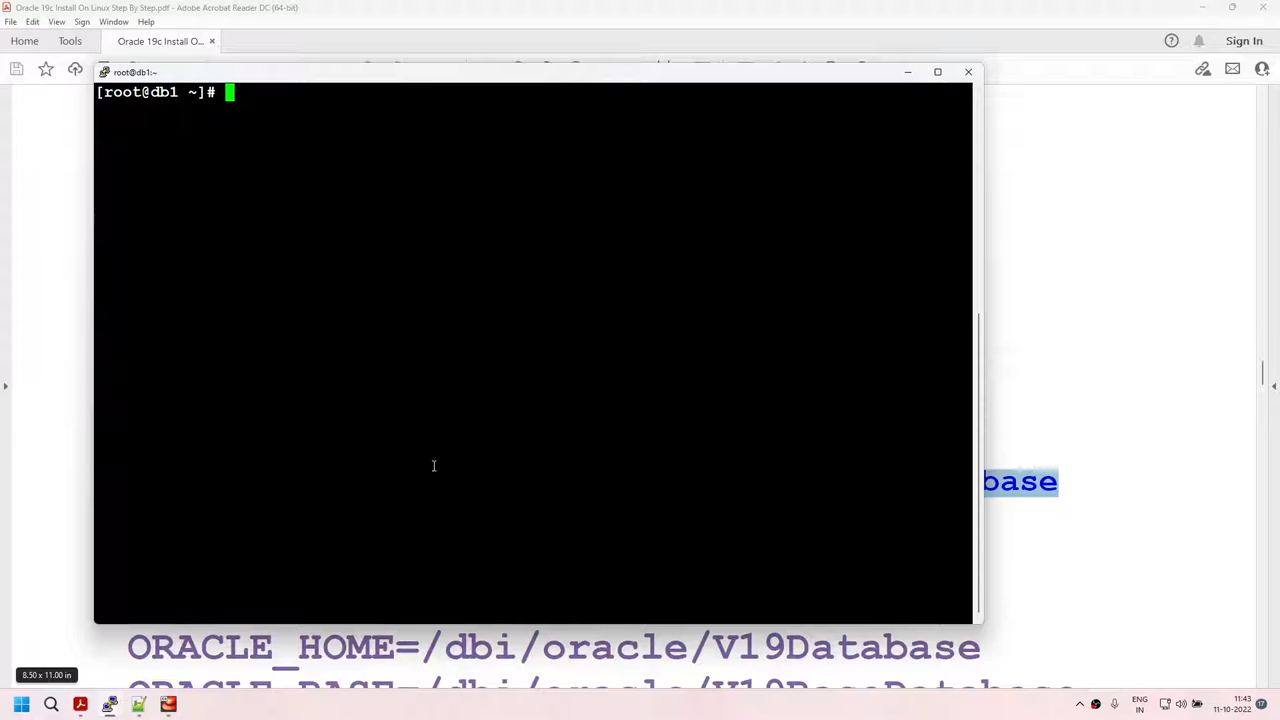 Oracle 19c Install On Linux Step By Step.pdf - Adobe Acrobat Reader DC (64-bit)
File Edit View Sign Window Help
Home Tools Oracle 19c Install O... × Sign In
root@db1:~
[root@db1 ~]#
base
ORACLE_HOME=/dbi/oracle/V19Database
8.50 x 11.00 in
ENG
IN
11:43
11-10-2022
17